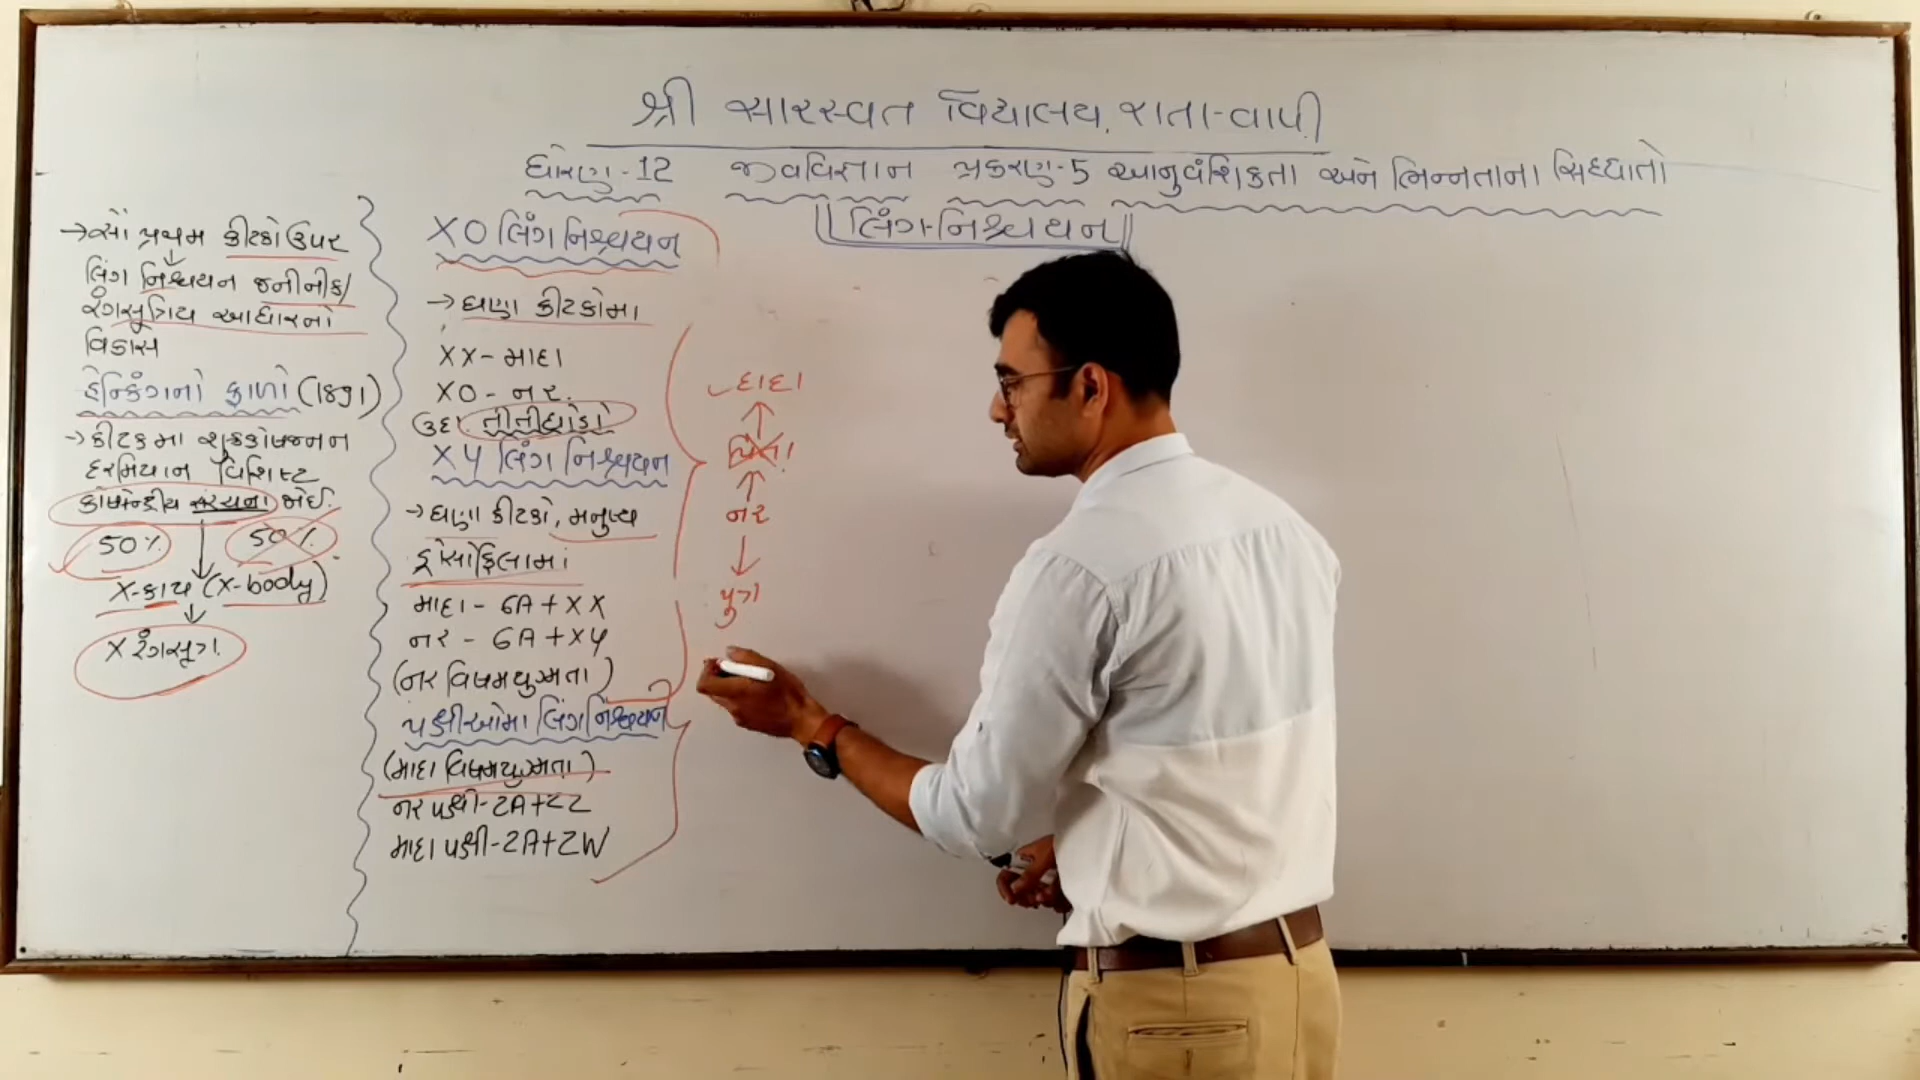 શ્રી સારસ્વત વિદ્યાલય, રાતા-વાપી
ધોરણ-12 જીવવિજ્ઞાન પ્રકરણ-5 આનુવંશિકતા અને ભિન્નતાના સિદ્ધાતો
લિંગ-નિશ્ચયન
→ સૌ પ્રથમ કીટકો ઉપર
લિંગ નિશ્ચયન જનીનીક/
રંગસૂત્રિય આધારનો
વિકાસ
હેન્કિંગનો ફાળો (1891)
→ કીટકમા શુક્રકોષજનન
દરમિયાન વિશિષ્ટ
કોષકેન્દ્રીય સંરચના જોઈ.
50% 50%
X-કાય (X-body)
X રંગસૂત્ર
XO લિંગ નિશ્ચયન
→ ઘણા કીટકોમા
XX - માદા
XO - નર.
ઉદા. તીતીઘોડો
XY લિંગ નિશ્ચયન
→ ઘણા કીટકો, મનુષ્ય
ડ્રોસોફિલામાં
માદા - 6A + XX
નર - 6A + XY
(નર વિષમયુગ્મતા)
પક્ષીઓમા લિંગ નિશ્ચયન
(માદા વિષમયુગ્મતા)
નર પક્ષી - 2A + ZZ
માદા પક્ષી - 2A + ZW
દાદા
પિતા
નર
પુત્ર